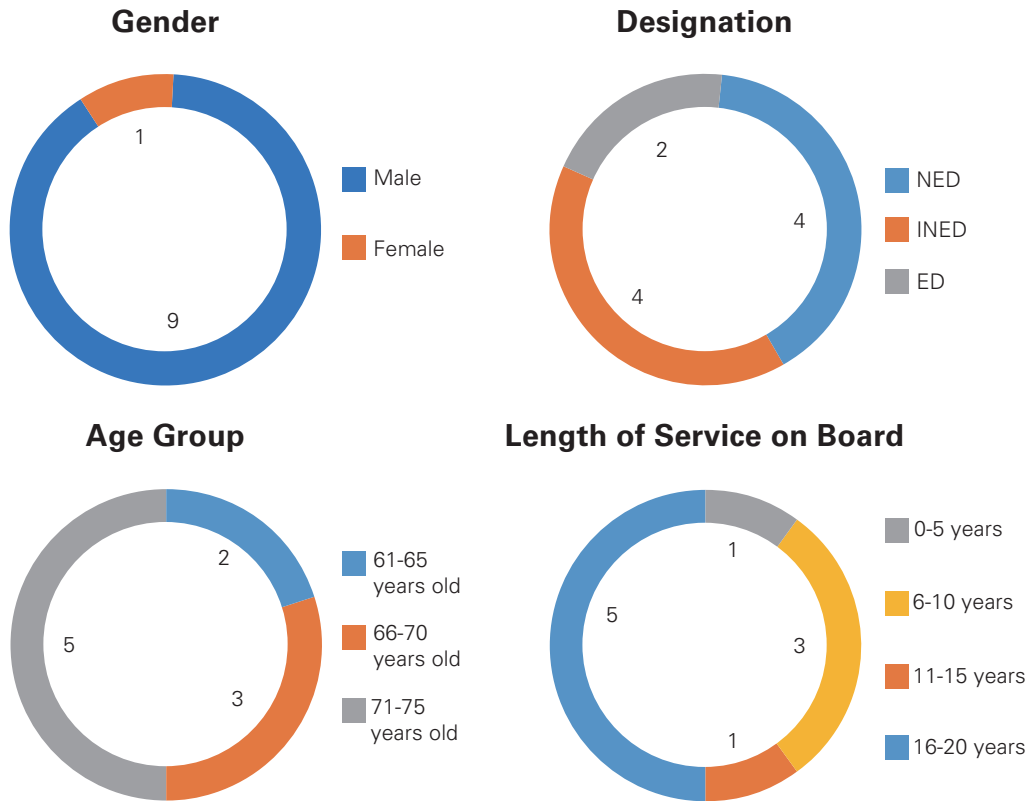 Gender
1
9
Male
Female
Designation
2
4
4
NED
INED
ED
Age Group
2
5
3
61-65
years old
66-70
years old
71-75
years old
Length of Service on Board
1
5
3
1
0-5 years
6-10 years
11-15 years
16-20 years